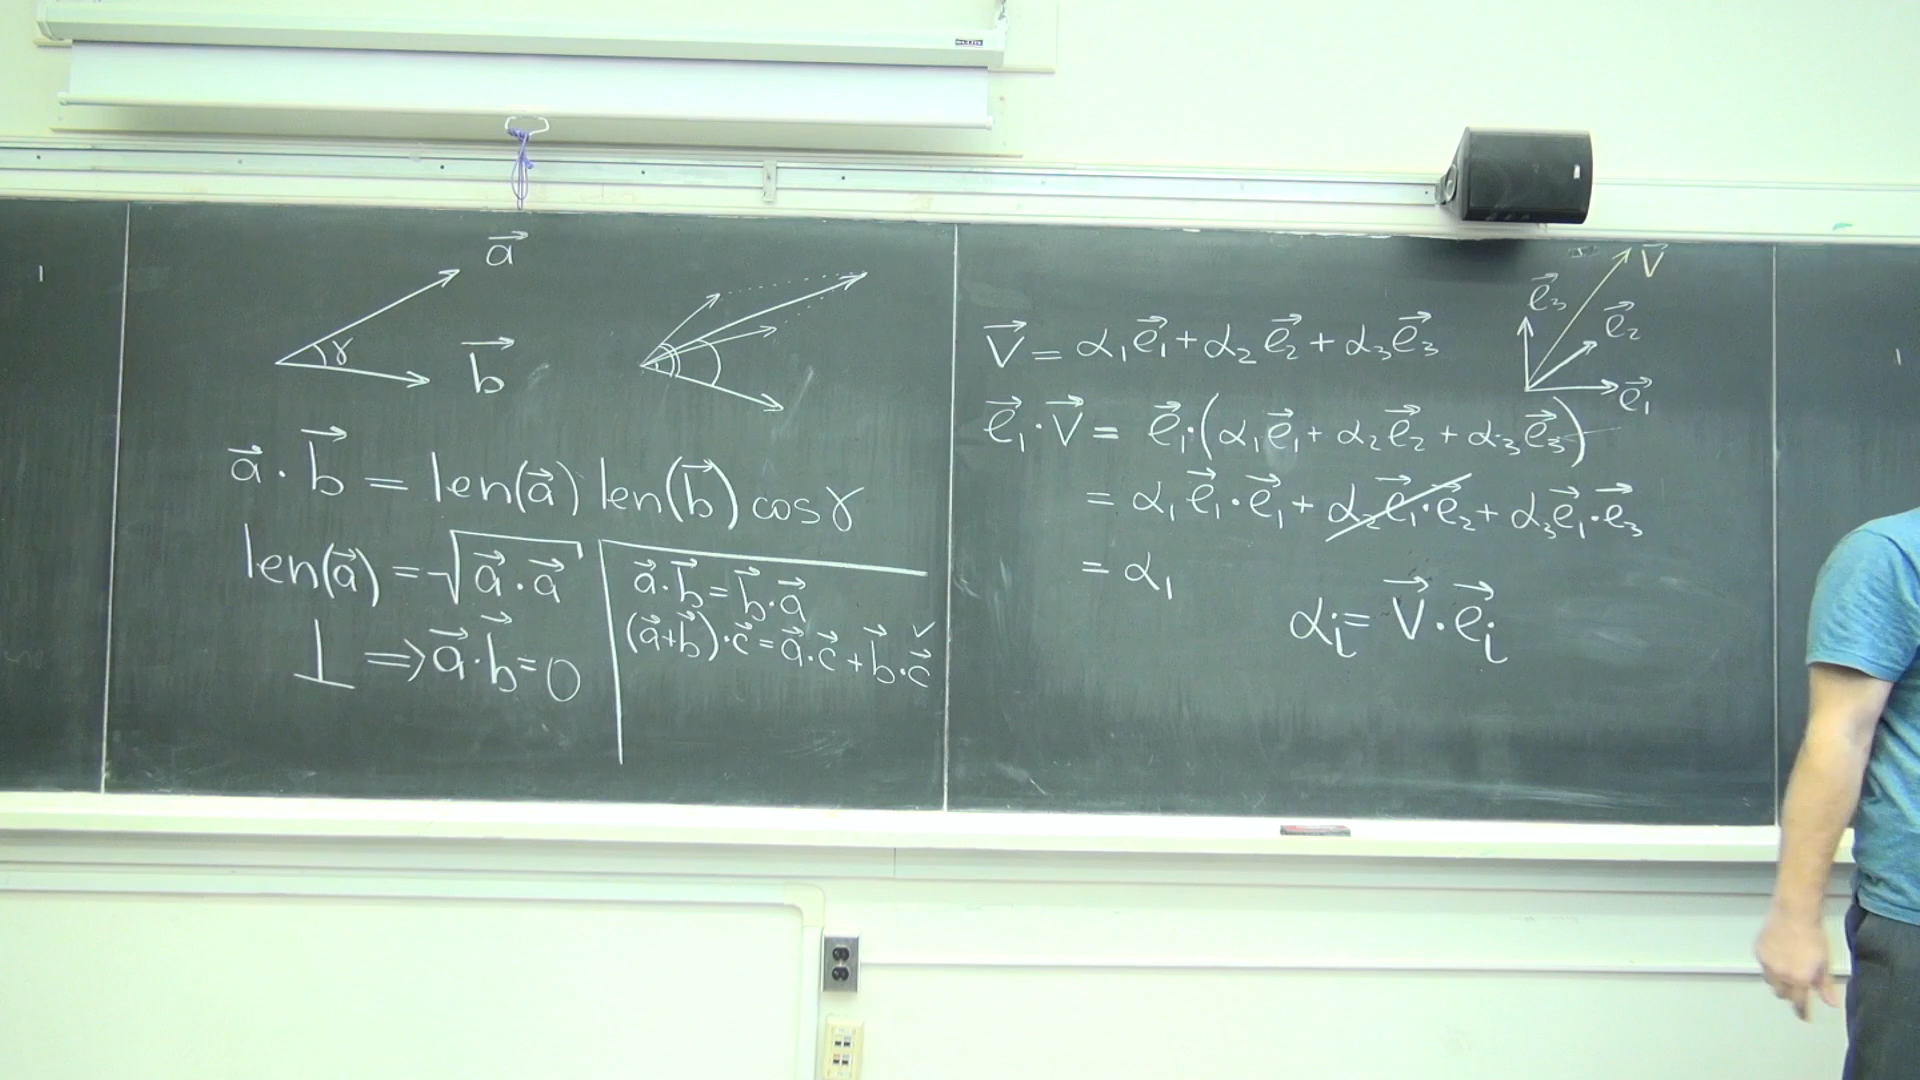 a⃗
γ
b⃗
a⃗ · b⃗ = len(a⃗) len(b⃗) cos γ
len(a⃗) = √(a⃗ · a⃗)
⊥ ⟹ a⃗ · b⃗ = 0
a⃗ · b⃗ = b⃗ · a⃗
(a⃗ + b⃗) · c⃗ = a⃗ · c⃗ + b⃗ · c⃗ ✓
v⃗
e⃗₃
e⃗₂
e⃗₁
v⃗ = α₁e⃗₁ + α₂e⃗₂ + α₃e⃗₃
e⃗₁ · v⃗ = e⃗₁ · (α₁e⃗₁ + α₂e⃗₂ + α₃e⃗₃)
= α₁e⃗₁ · e⃗₁ + α₂e⃗₁ · e⃗₂ + α₃e⃗₁ · e⃗₃
= α₁
αᵢ = v⃗ · e⃗ᵢ